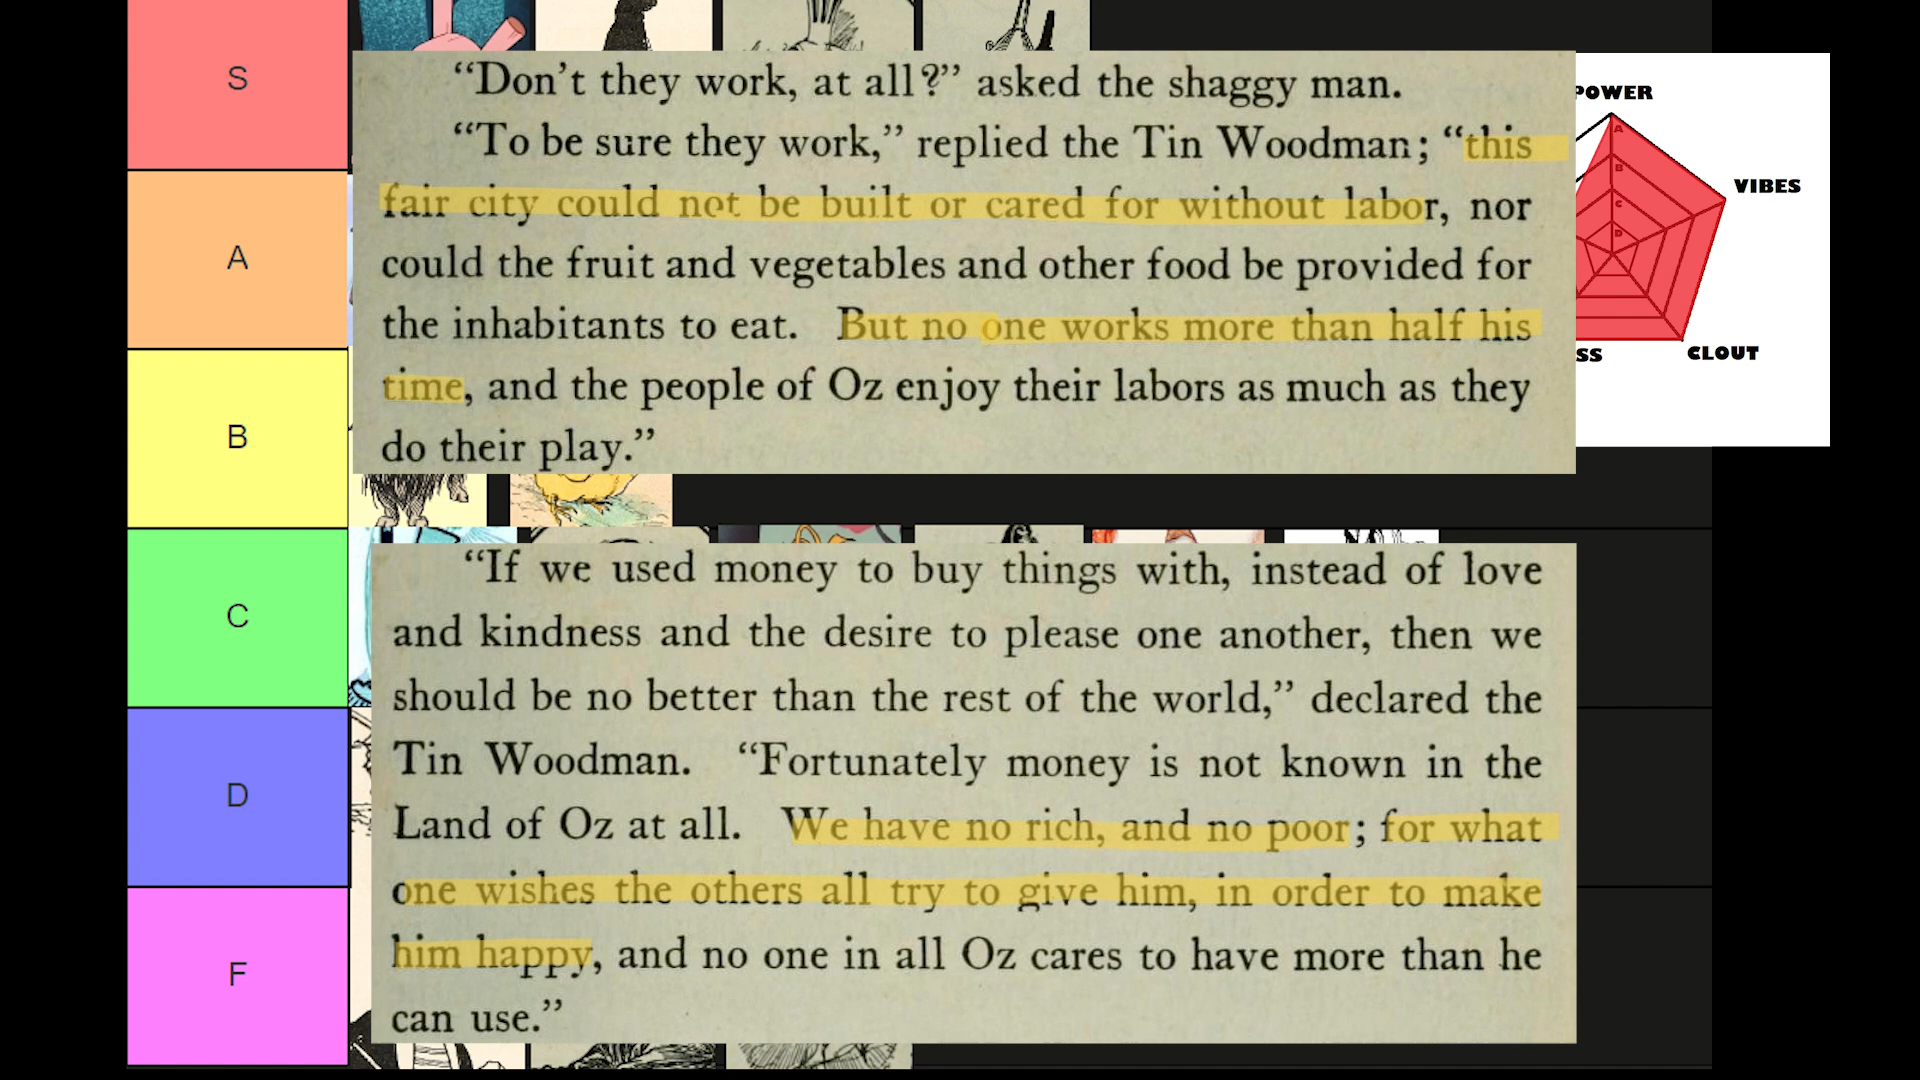 S
A
B
C
D
F
“Don’t they work, at all?” asked the shaggy man.
“To be sure they work,” replied the Tin Woodman; “this
fair city could not be built or cared for without labor, nor
could the fruit and vegetables and other food be provided for
the inhabitants to eat. But no one works more than half his
time, and the people of Oz enjoy their labors as much as they
do their play.”
“If we used money to buy things with, instead of love
and kindness and the desire to please one another, then we
should be no better than the rest of the world,” declared the
Tin Woodman. “Fortunately money is not known in the
Land of Oz at all. We have no rich, and no poor; for what
one wishes the others all try to give him, in order to make
him happy, and no one in all Oz cares to have more than he
can use.”
POWER
A
B
C
D
VIBES
SS
CLOUT